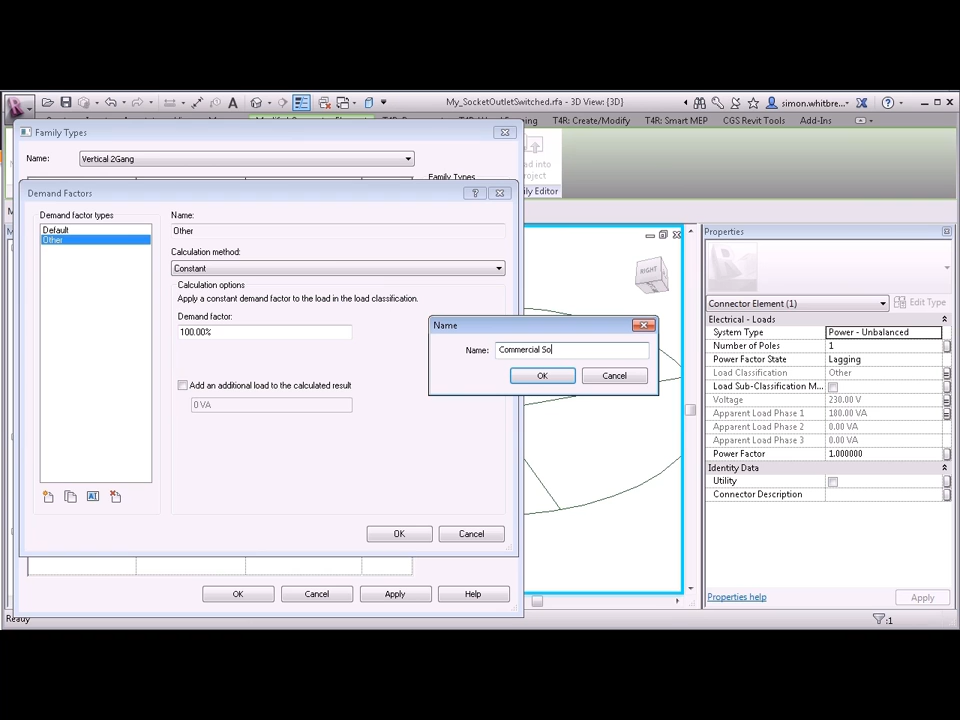 My_SocketOutletSwitched.rfa - 3D View: {3D}
simon.whitbre...
T4R: Create/Modify
T4R: Smart MEP
CGS Revit Tools
Add-Ins
Family Types
Name:
Vertical 2Gang
Family Types
Family Editor
Demand Factors
Demand factor types
Default
Other
Name:
Other
Calculation method:
Constant
Calculation options
Apply a constant demand factor to the load in the load classification.
Demand factor:
100.00%
Add an additional load to the calculated result
0 VA
OK
Cancel
Name
Name:
Commercial So
OK
Cancel
RIGHT
OK
Cancel
Apply
Help
Ready
Properties
Connector Element (1)
Edit Type
Electrical - Loads
System Type
Power - Unbalanced
Number of Poles
1
Power Factor State
Lagging
Load Classification
Other
Load Sub-Classification M...
Voltage
230.00 V
Apparent Load Phase 1
180.00 VA
Apparent Load Phase 2
0.00 VA
Apparent Load Phase 3
0.00 VA
Power Factor
1.000000
Identity Data
Utility
Connector Description
Properties help
Apply
:1